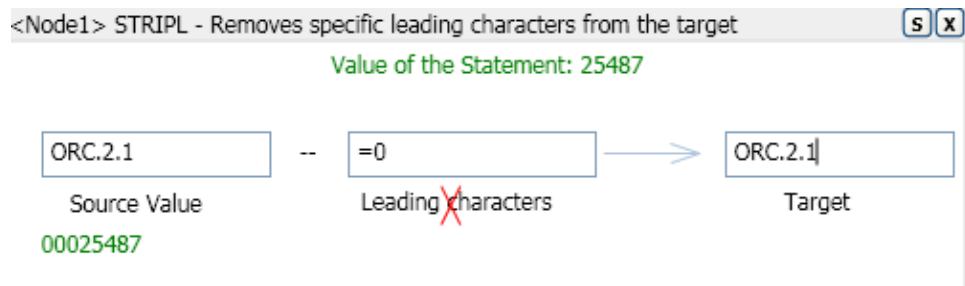 <Node1> STRIPL - Removes specific leading characters from the target S X
Value of the Statement: 25487
ORC.2.1 -- =0 ORC.2.1
Source Value Leading characters Target
00025487